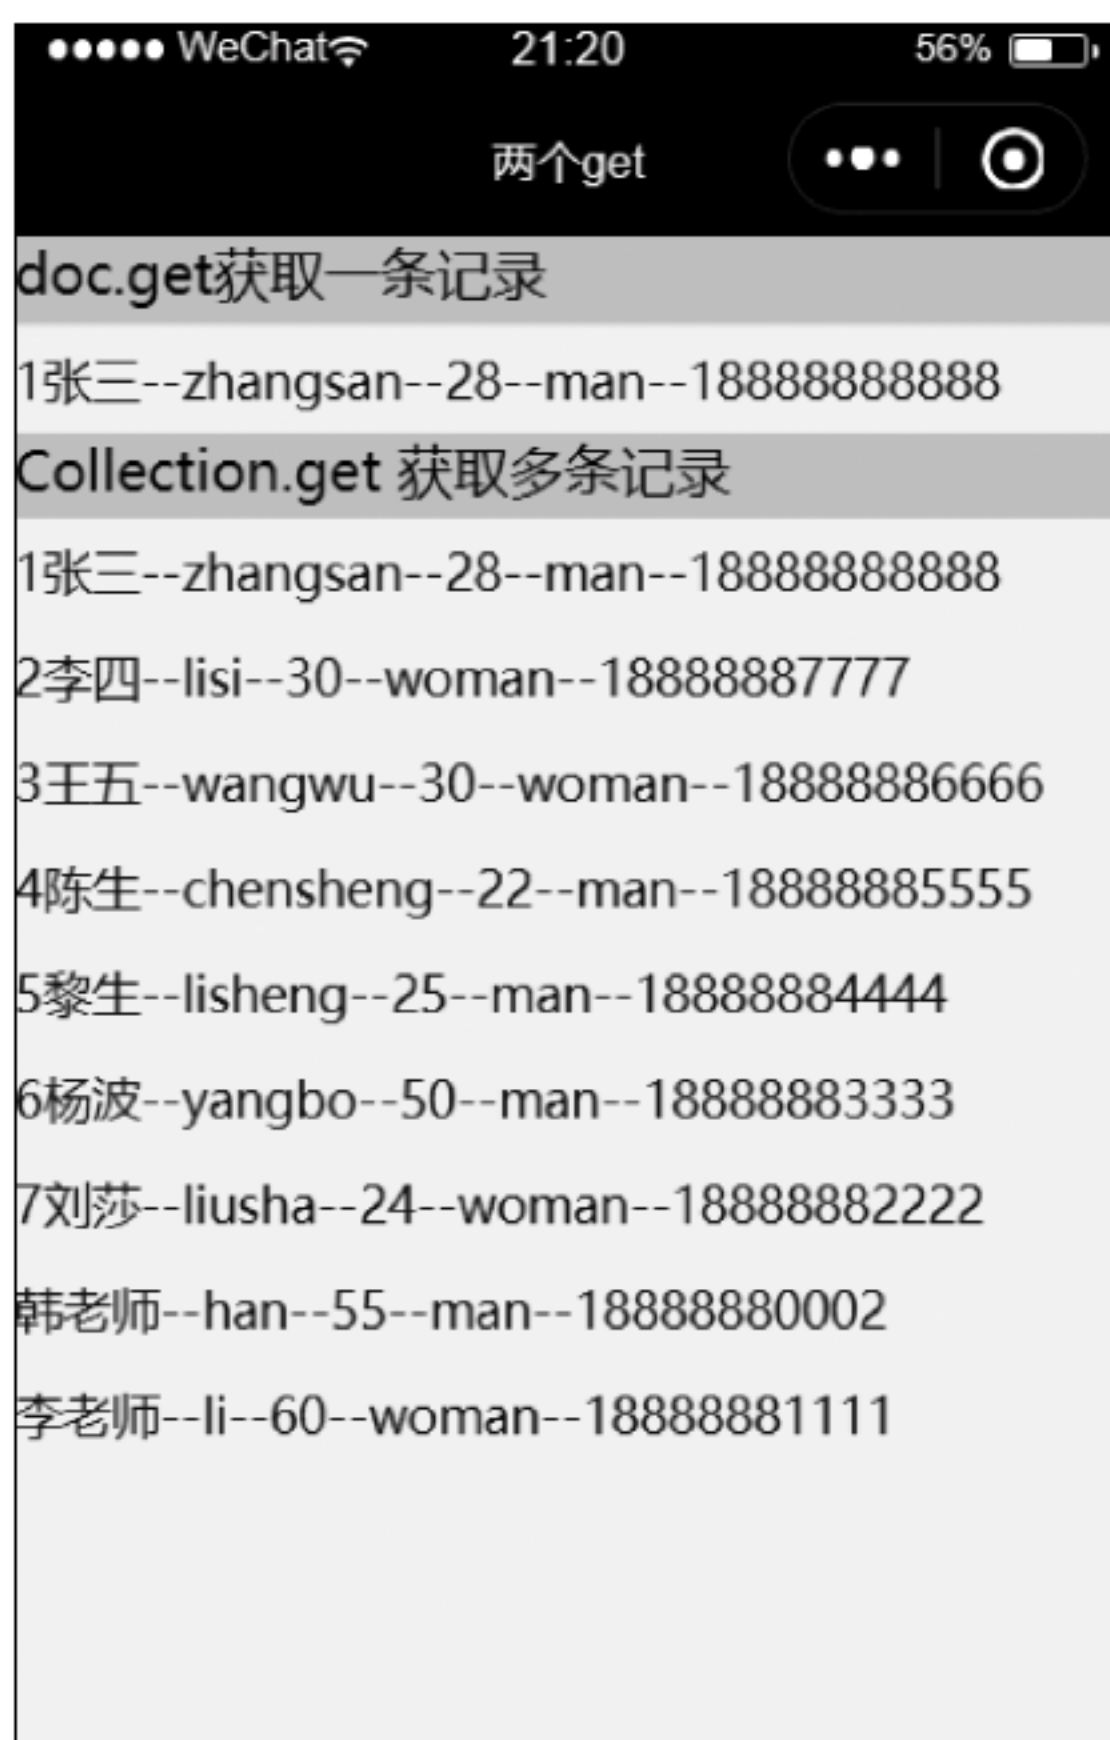 WeChat 21:20 56%
两个get
doc.get获取一条记录
1张三--zhangsan--28--man--18888888888
Collection.get 获取多条记录
1张三--zhangsan--28--man--18888888888
2李四--lisi--30--woman--18888887777
3王五--wangwu--30--woman--18888886666
4陈生--chensheng--22--man--18888885555
5黎生--lisheng--25--man--18888884444
6杨波--yangbo--50--man--18888883333
7刘莎--liusha--24--woman--18888882222
韩老师--han--55--man--18888880002
李老师--li--60--woman--18888881111